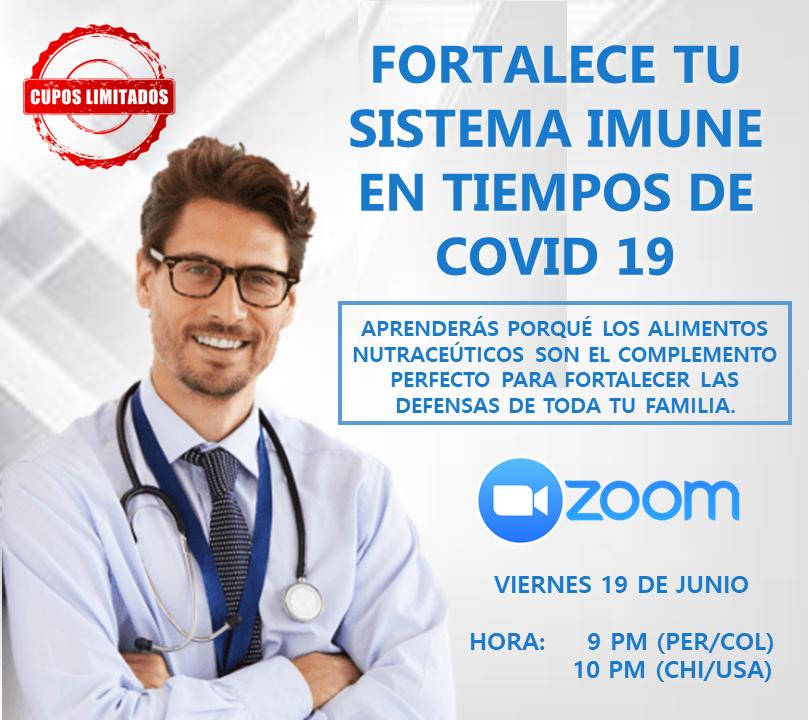 CUPOS LIMITADOS
FORTALECE TU
SISTEMA IMUNE
EN TIEMPOS DE
COVID 19
APRENDERÁS PORQUÉ LOS ALIMENTOS
NUTRACEÚTICOS SON EL COMPLEMENTO
PERFECTO PARA FORTALECER LAS
DEFENSAS DE TODA TU FAMILIA.
zoom
VIERNES 19 DE JUNIO
HORA: 9 PM (PER/COL)
10 PM (CHI/USA)